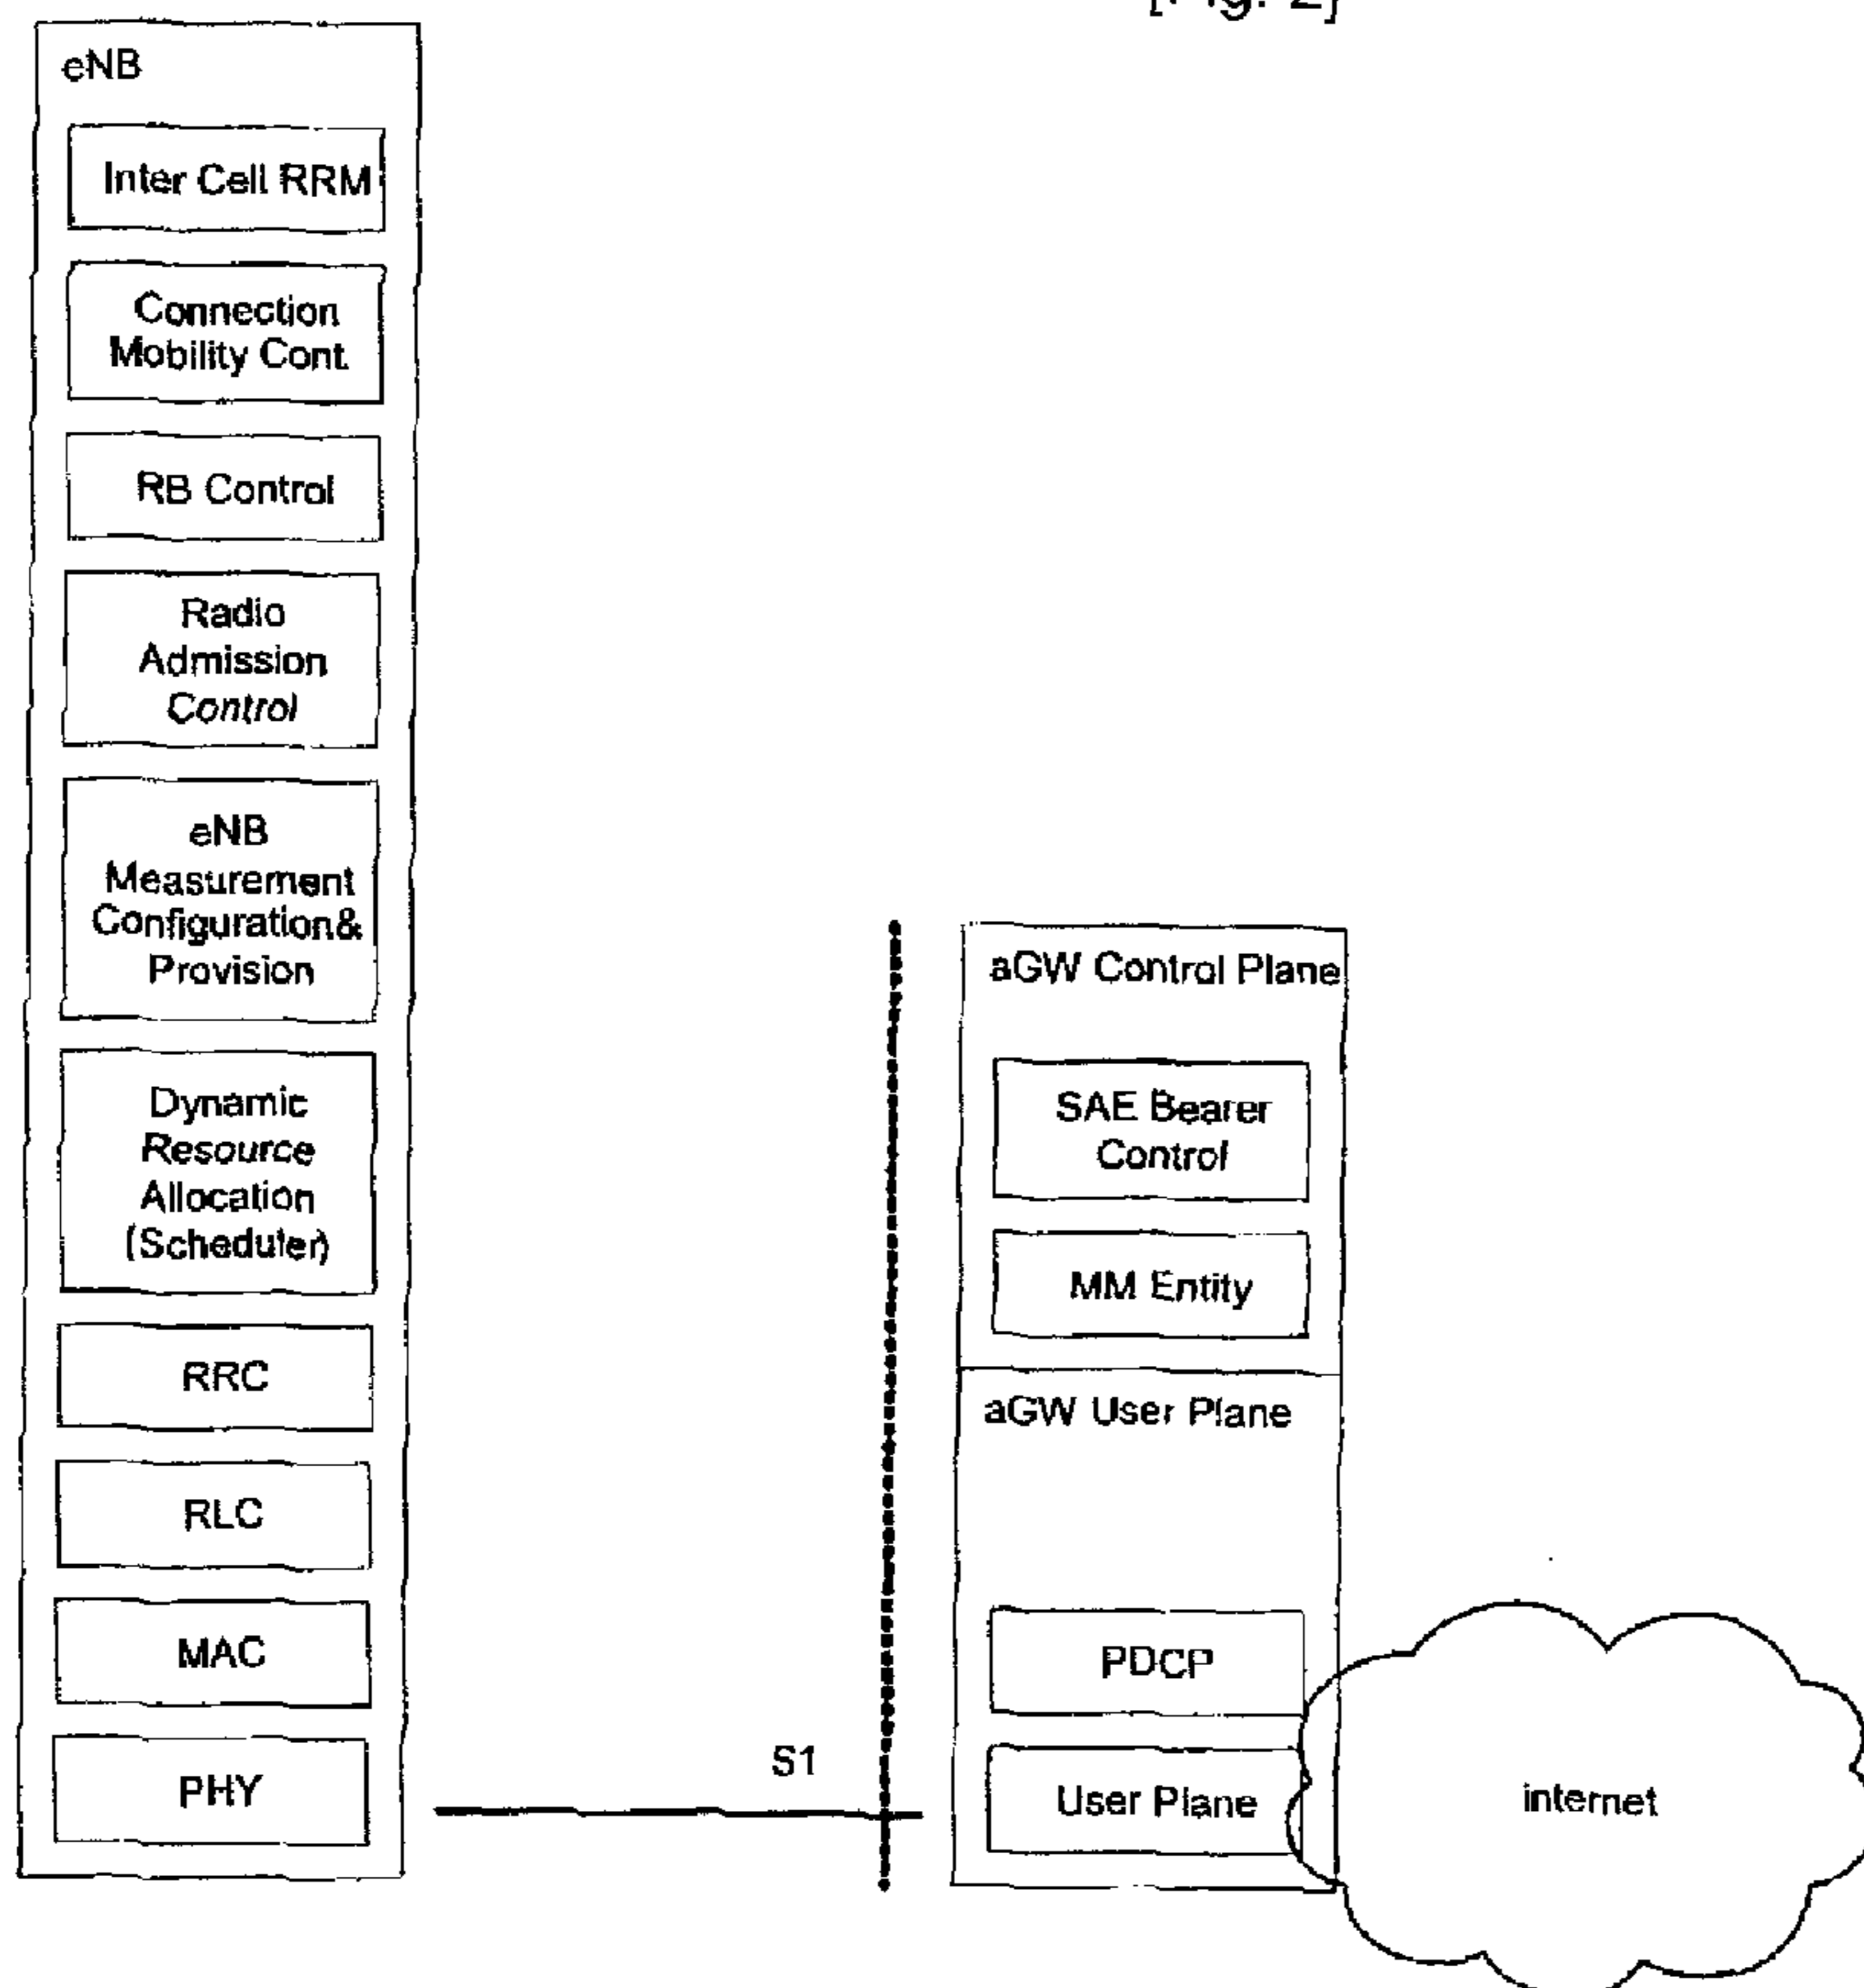 [Fig. 2]
eNB
Inter Cell RRM
Connection
Mobility Cont.
RB Control
Radio
Admission
Control
eNB
Measurement
Configuration&
Provision
Dynamic
Resource
Allocation
(Scheduler)
RRC
RLC
MAC
PHY
S1
aGW Control Plane
SAE Bearer
Control
MM Entity
aGW User Plane
PDCP
User Plane
internet